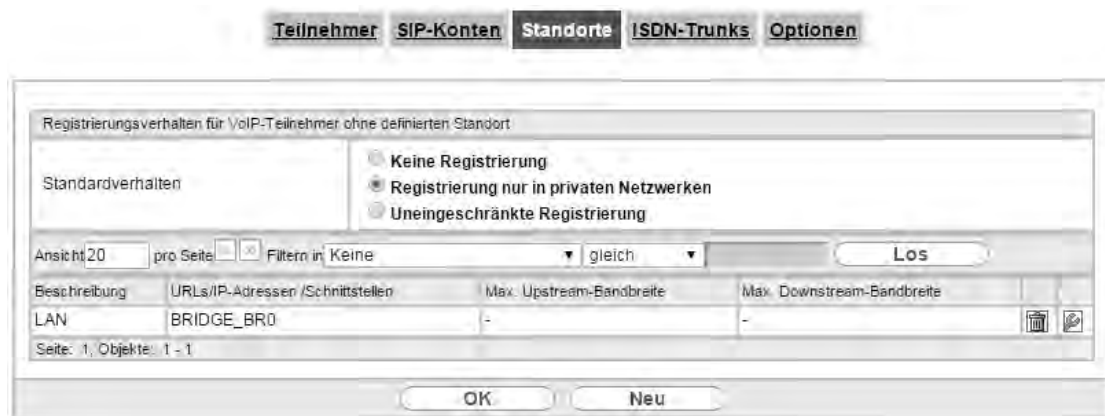 Teilnehmer SIP-Konten Standorte ISDN-Trunks Optionen
Registrierungsverhalten für VoIP-Teilnehmer ohne definierten Standort
Standardverhalten
Keine Registrierung
Registrierung nur in privaten Netzwerken
Uneingeschränkte Registrierung
Ansicht 20 pro Seite Filtern in Keine gleich Los
Beschreibung URLs/IP-Adressen /Schnittstellen Max. Upstream-Bandbreite Max. Downstream-Bandbreite
LAN BRIDGE_BR0 - -
Seite: 1, Objekte: 1 - 1
OK Neu